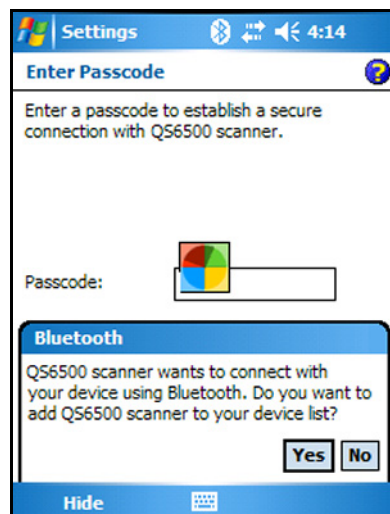 Settings 4:14
Enter Passcode
Enter a passcode to establish a secure
connection with QS6500 scanner.
Passcode:
Bluetooth
QS6500 scanner wants to connect with
your device using Bluetooth. Do you want to
add QS6500 scanner to your device list?
Yes No
Hide